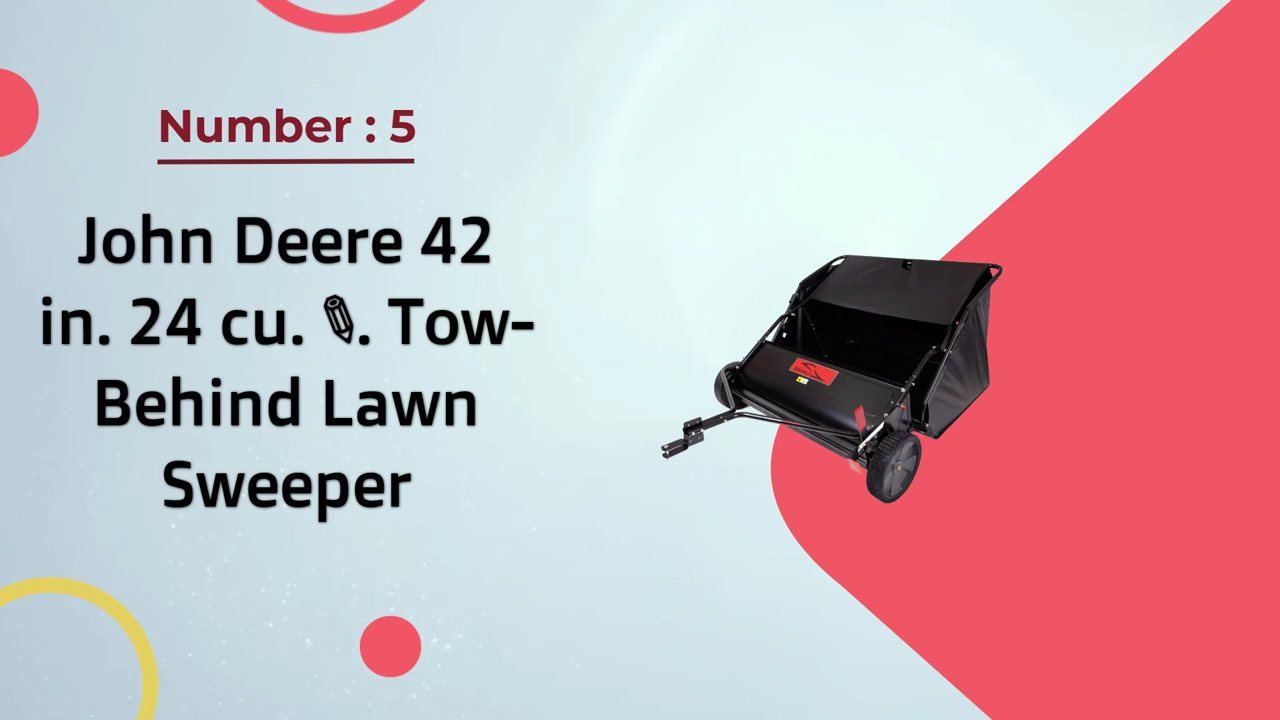 Number : 5
John Deere 42
in. 24 cu. ✎. Tow-
Behind Lawn
Sweeper